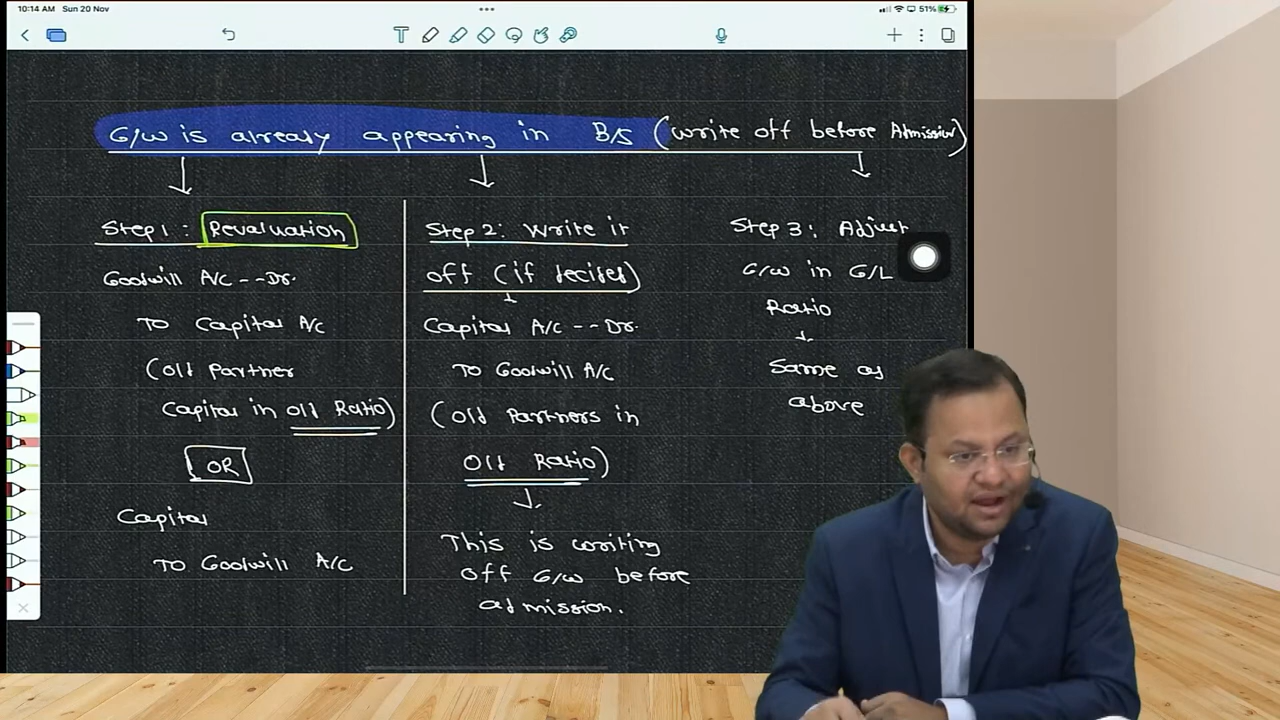 10:14 AM Sun 20 Nov
51%
G/w is already appearing in B/S (write off before Admission)
Step 1: Revaluation
Goodwill A/C --Dr.
To Capital A/C
(Old Partner
Capital in old Ratio)
OR
Capital
To Goodwill A/C
Step 2: Write it
off (if decides)
Capital A/C --Dr.
To Goodwill A/C
(Old Partners in
Old Ratio)
This is writing
off G/w before
admission.
Step 3: Adjust
G/w in G/L
Ratio
Same as
above